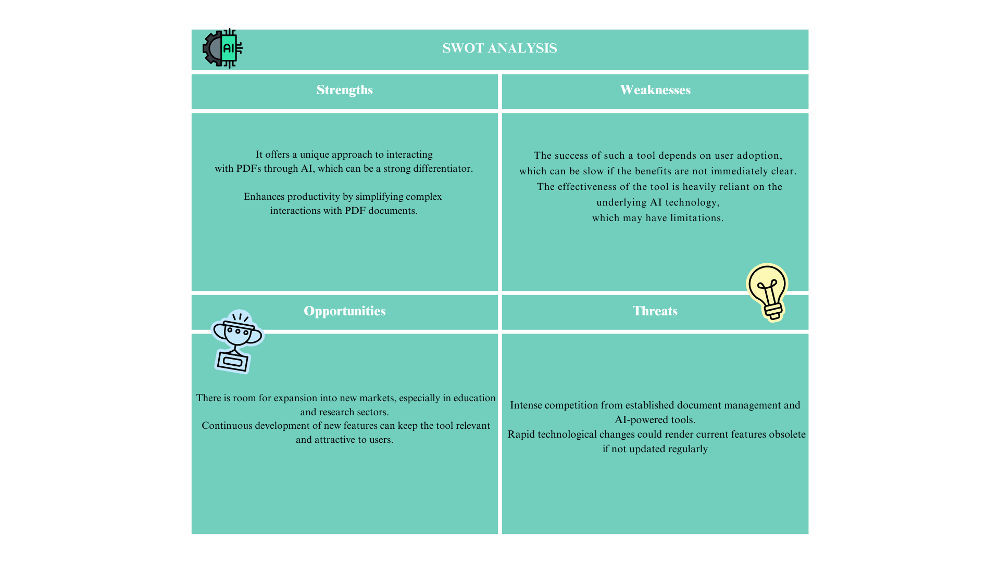 AI
SWOT ANALYSIS
Strengths
Weaknesses
It offers a unique approach to interacting
with PDFs through AI, which can be a strong differentiator.
Enhances productivity by simplifying complex
interactions with PDF documents.
The success of such a tool depends on user adoption,
which can be slow if the benefits are not immediately clear.
The effectiveness of the tool is heavily reliant on the
underlying AI technology,
which may have limitations.
Opportunities
Threats
There is room for expansion into new markets, especially in education
and research sectors.
Continuous development of new features can keep the tool relevant
and attractive to users.
Intense competition from established document management and
AI-powered tools.
Rapid technological changes could render current features obsolete
if not updated regularly